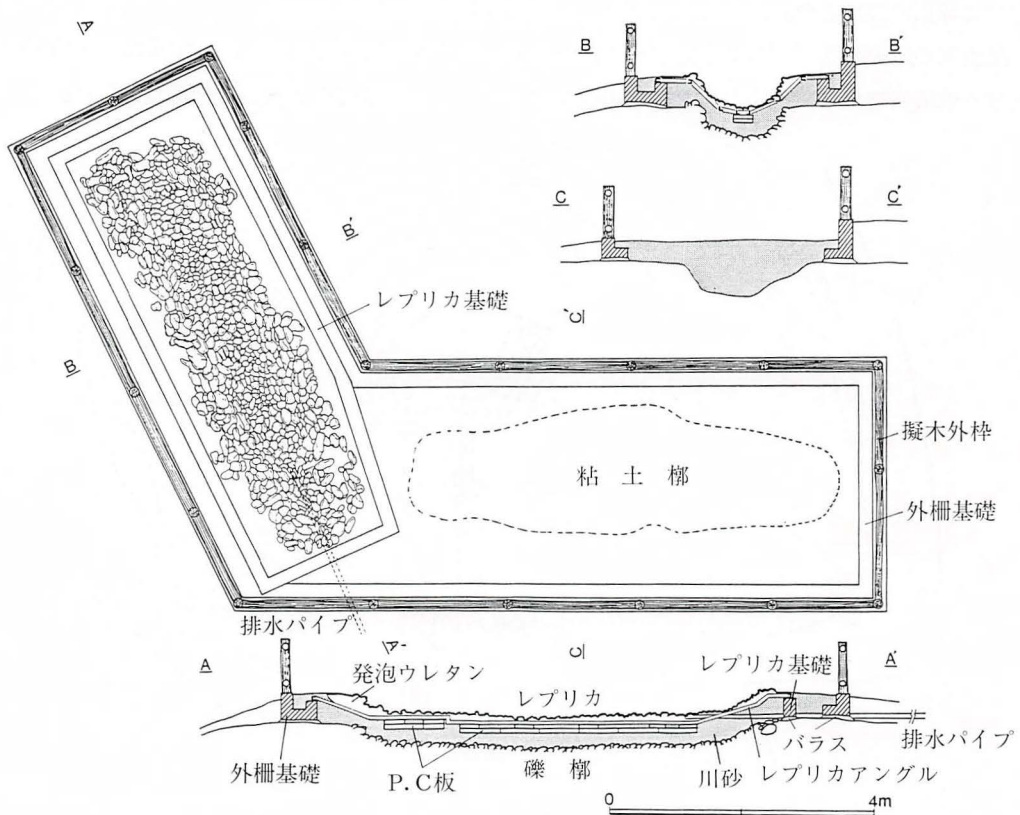 A
B
B'
C
C'
B'
レプリカ基礎
C'
B
擬木外枠
粘土槨
外柵基礎
排水パイプ
A'
C
A
発泡ウレタン
レプリカ
レプリカ基礎
A'
バラス
排水パイプ
外柵基礎
P.C板
礫槨
川砂
レプリカアングル
0
4m